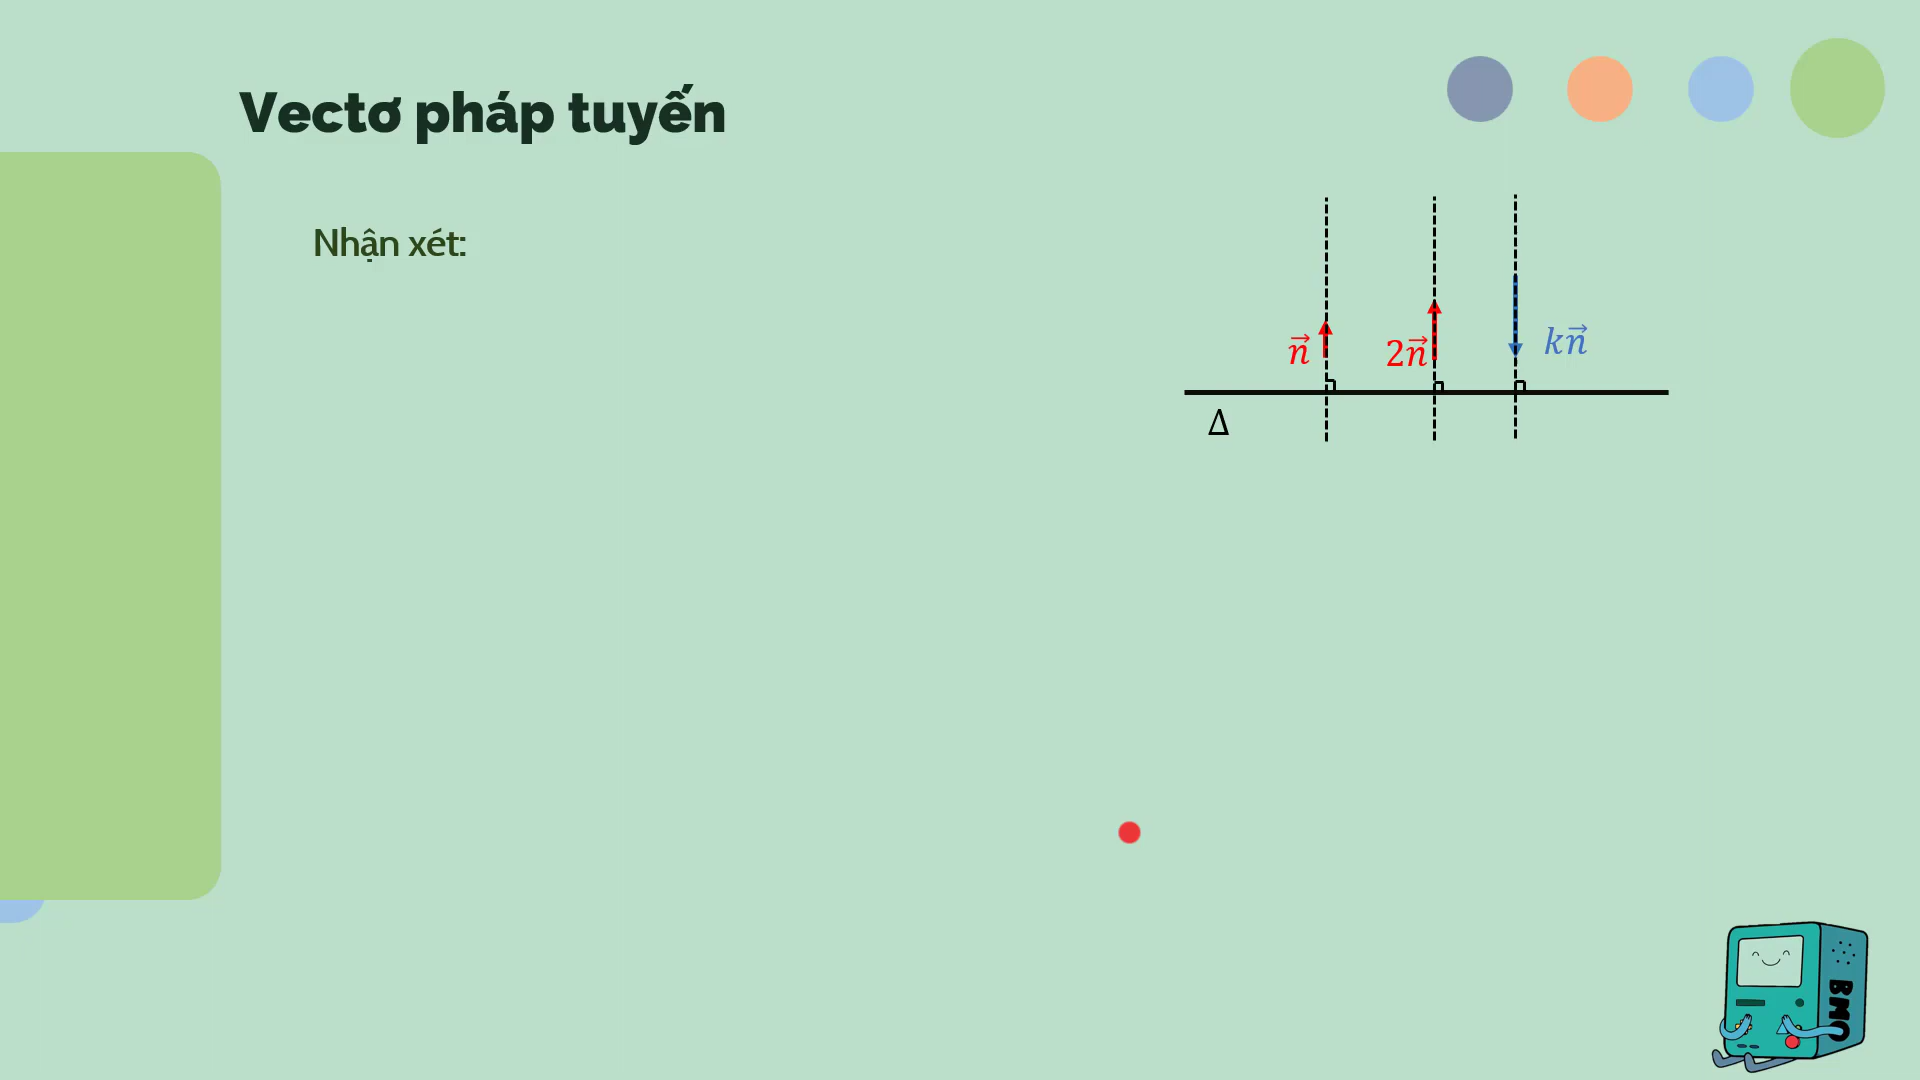 Vectơ pháp tuyến
Nhận xét:
n⃗
2n⃗
kn⃗
Δ
BMO